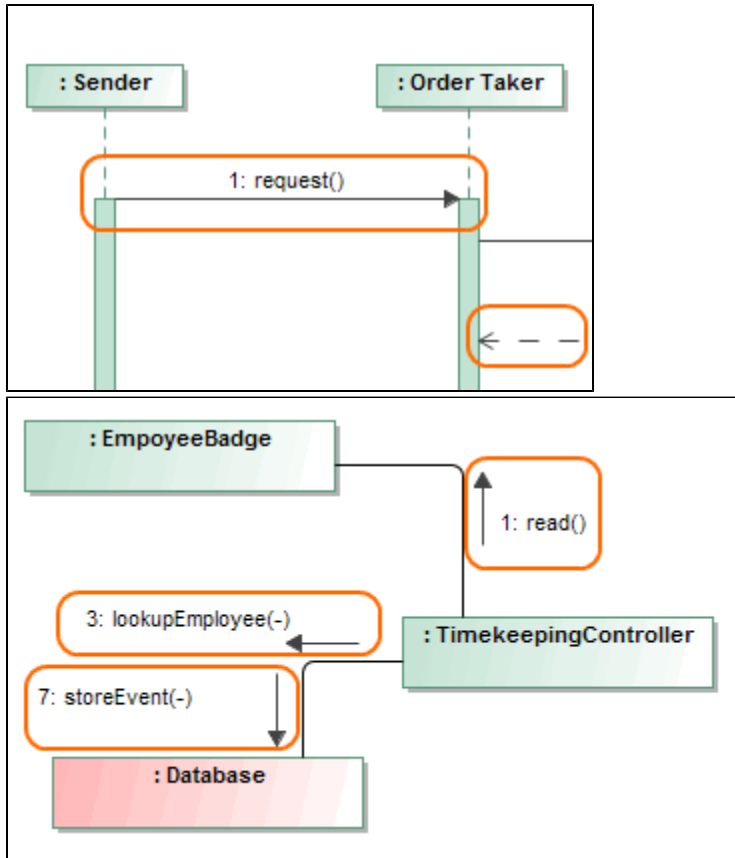 : Sender
: Order Taker
1: request()
: EmpoyeeBadge
1: read()
3: lookupEmployee(-)
: TimekeepingController
7: storeEvent(-)
: Database